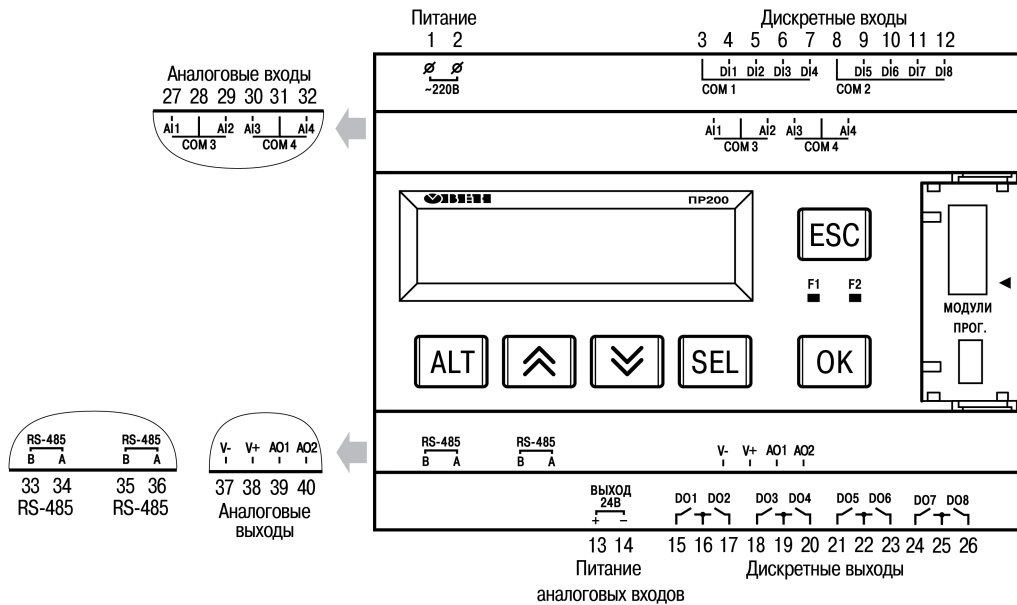 Питание
Дискретные входы
1 2
3 4 5 6 7 8 9 10 11 12
~220В
DI1 DI2 DI3 DI4
DI5 DI6 DI7 DI8
COM 1
COM 2
Аналоговые входы
27 28 29 30 31 32
AI1 AI2 AI3 AI4
COM 3 COM 4
AI1 AI2 AI3 AI4
COM 3 COM 4
ОВЕН
ПР200
ESC
F1 F2
МОДУЛИ
ПРОГ.
ALT
SEL
OK
RS-485 RS-485
B A B A
33 34 35 36
RS-485 RS-485
V- V+ AO1 AO2
37 38 39 40
Аналоговые
выходы
RS-485 RS-485
B A B A
V- V+ AO1 AO2
ВЫХОД
24В
+ –
DO1 DO2 DO3 DO4 DO5 DO6 DO7 DO8
13 14 15 16 17 18 19 20 21 22 23 24 25 26
Питание
аналоговых входов
Дискретные выходы